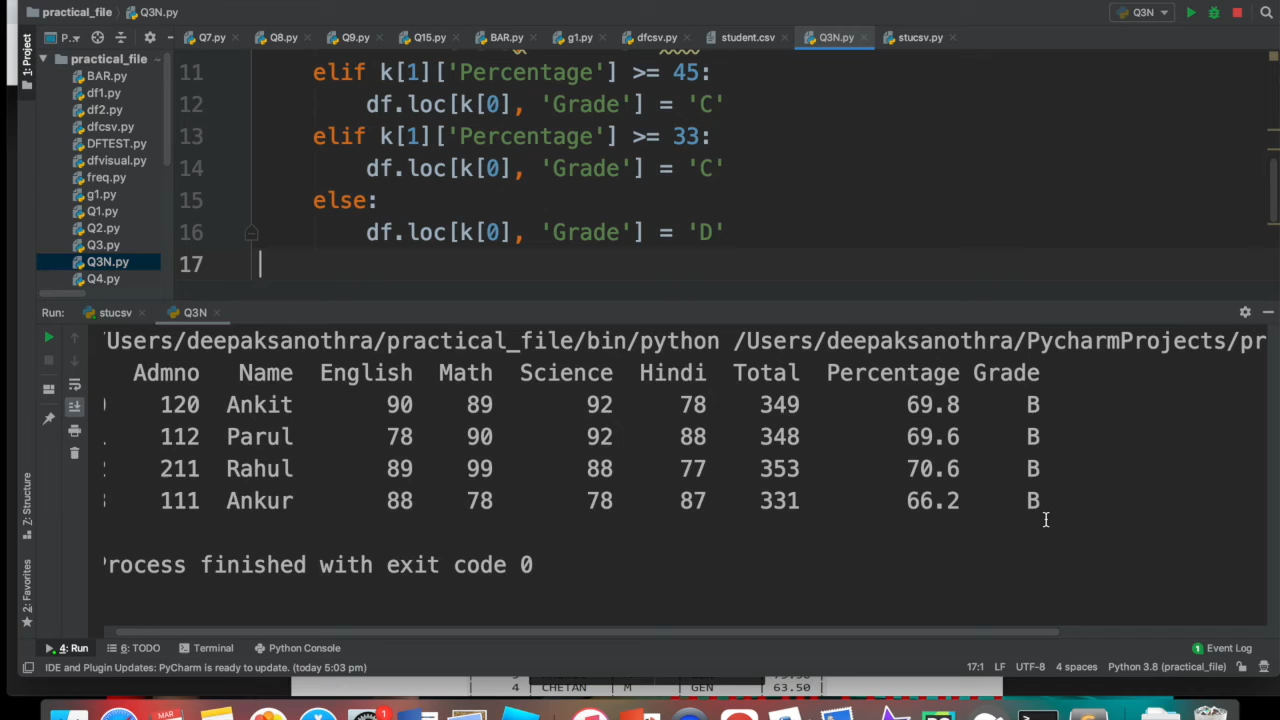 practical_file Q3N.py Q3N
P.. Q7.py Q8.py Q9.py Q15.py BAR.py g1.py dfcsv.py student.csv Q3N.py stucsv.py
1: Project
practical_file
BAR.py
df1.py
df2.py
dfcsv.py
DFTEST.py
dfvisual.py
freq.py
g1.py
Q1.py
Q2.py
Q3.py
Q3N.py
Q4.py
11 elif k[1]['Percentage'] >= 45:
12 df.loc[k[0], 'Grade'] = 'C'
13 elif k[1]['Percentage'] >= 33:
14 df.loc[k[0], 'Grade'] = 'C'
15 else:
16 df.loc[k[0], 'Grade'] = 'D'
17
Run: stucsv Q3N
Users/deepaksanothra/practical_file/bin/python /Users/deepaksanothra/PycharmProjects/pr
Admno Name English Math Science Hindi Total Percentage Grade
120 Ankit 90 89 92 78 349 69.8 B
112 Parul 78 90 92 88 348 69.6 B
211 Rahul 89 99 88 77 353 70.6 B
111 Ankur 88 78 78 87 331 66.2 B
rocess finished with exit code 0
Z: Structure
2: Favorites
4: Run 6: TODO Terminal Python Console 1 Event Log
IDE and Plugin Updates: PyCharm is ready to update. (today 5:03 pm) 17:1 LF UTF-8 4 spaces Python 3.8 (practical_file)
4 CHETAN M GEN 63.50
MAR 1